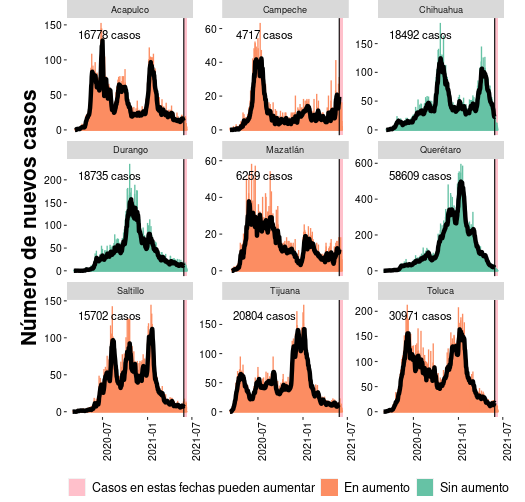 Número de nuevos casos
Acapulco
16778 casos
150
100
50
0
Campeche
4717 casos
60
40
20
0
Chihuahua
18492 casos
150
100
50
0
Durango
18735 casos
200
150
100
50
0
Mazatlán
6259 casos
60
40
20
0
Querétaro
58609 casos
600
400
200
0
Saltillo
15702 casos
150
100
50
0
Tijuana
20804 casos
150
100
50
0
Toluca
30971 casos
200
150
100
50
0
2020-07
2021-01
2021-07
2020-07
2021-01
2021-07
2020-07
2021-01
2021-07
Casos en estas fechas pueden aumentar
En aumento
Sin aumento